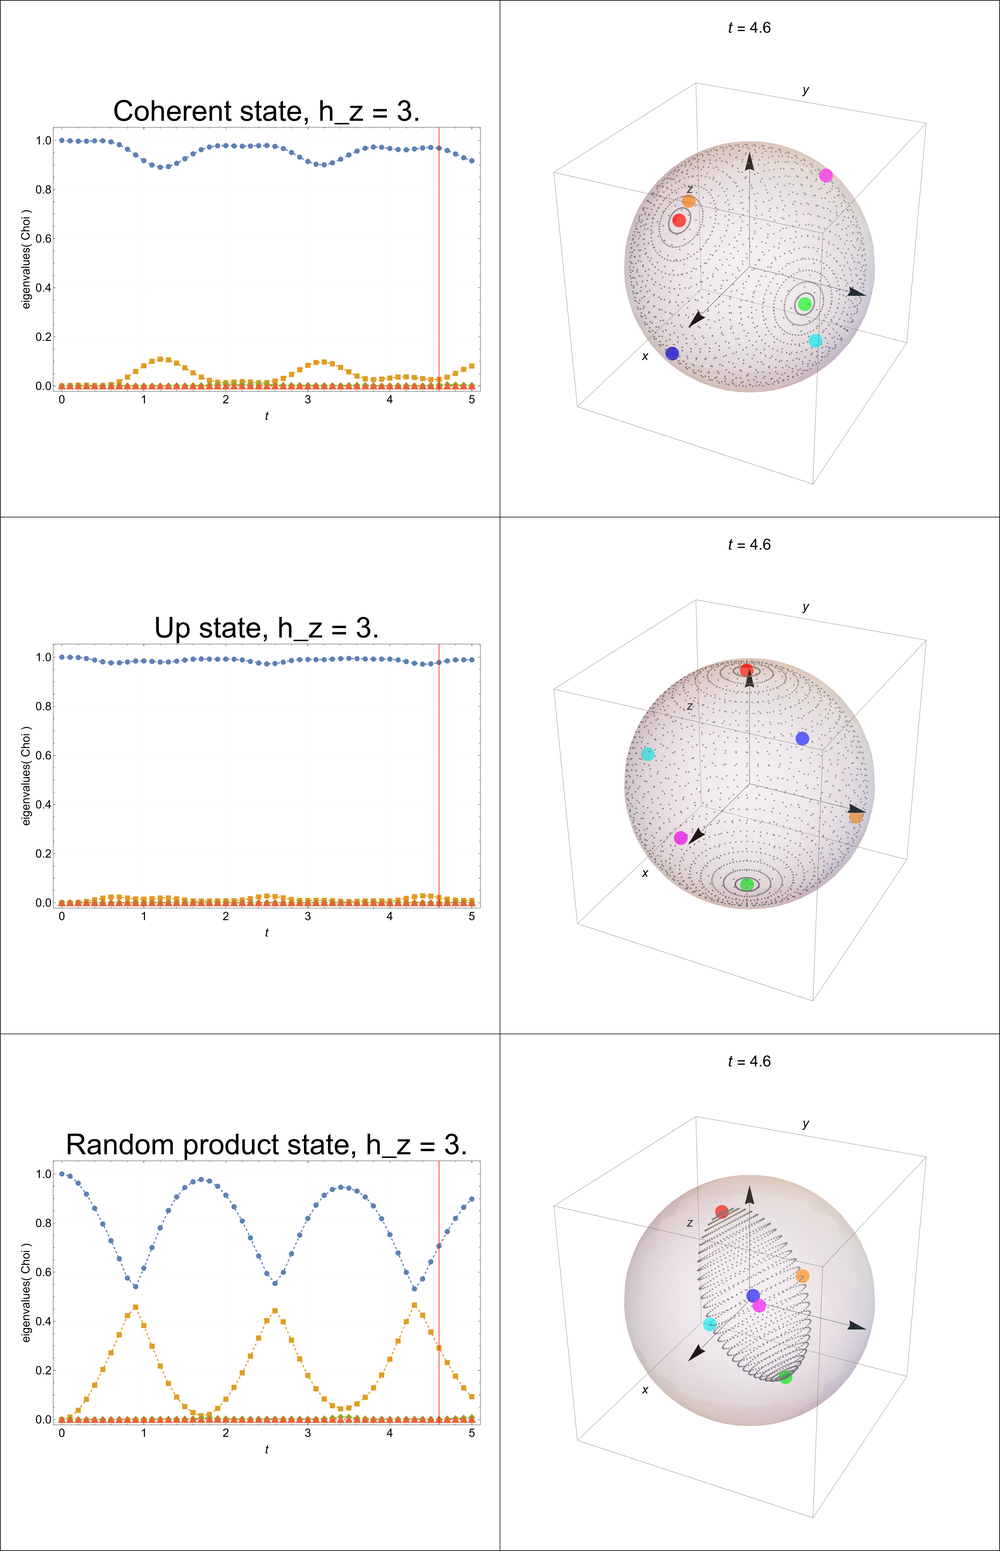 t = 4.6
y
Coherent state, h_z = 3.
1.0
0.8
z
0.6
eigenvalues( Choi )
0.4
x
0.2
0.0
0 1 2 3 4 5
t
t = 4.6
y
Up state, h_z = 3.
1.0
0.8
z
0.6
eigenvalues( Choi )
0.4
x
0.2
0.0
0 1 2 3 4 5
t
t = 4.6
y
Random product state, h_z = 3.
1.0
0.8
z
0.6
eigenvalues( Choi )
0.4
x
0.2
0.0
0 1 2 3 4 5
t